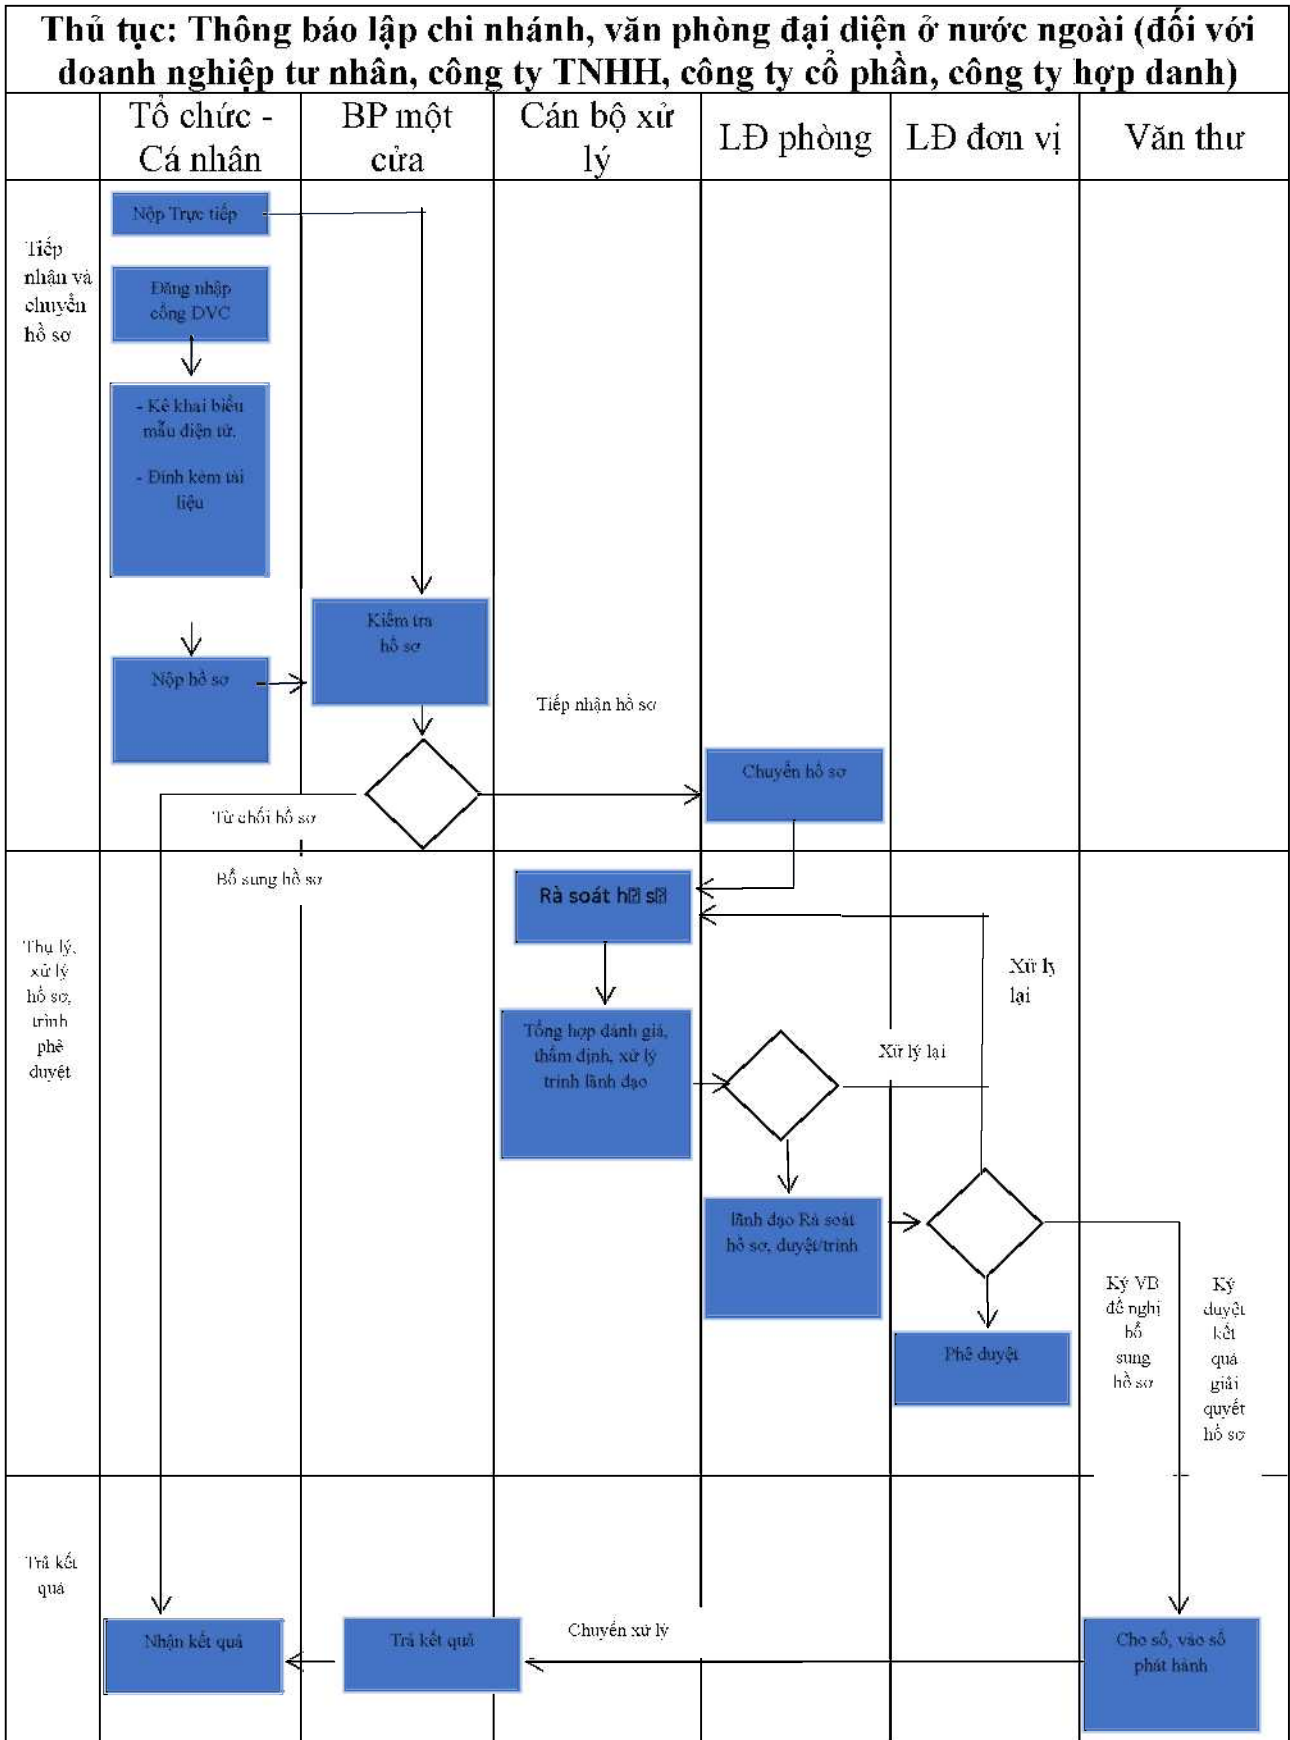 Thủ tục: Thông báo lập chi nhánh, văn phòng đại diện ở nước ngoài (đối với
doanh nghiệp tư nhân, công ty TNHH, công ty cổ phần, công ty hợp danh)
Tổ chức -
Cá nhân
BP một
cửa
Cán bộ xử
lý
LĐ phòng
LĐ đơn vị
Văn thư
Tiếp
nhận và
chuyển
hồ sơ
Nộp Trực tiếp
Đăng nhập
cổng DVC
- Kê khai biểu
mẫu điện tử.
- Đính kèm tài
liệu
Nộp hồ sơ
Kiểm tra
hồ sơ
Tiếp nhận hồ sơ
Chuyển hồ sơ
Từ chối hồ sơ
Bổ sung hồ sơ
Thụ lý,
xử lý
hồ sơ,
trình
phê
duyệt
Rà soát
Tổng hợp đánh giá,
thẩm định, xử lý
trình lãnh đạo
Xử lý
lại
Xử lý lại
lãnh đạo Rà soát
hồ sơ, duyệt/trình
Phê duyệt
Ký VB
đề nghị
bổ
sung
hồ sơ
Ký
duyệt
kết
quả
giải
quyết
hồ sơ
Trả kết
quả
Nhận kết quả
Trả kết quả
Chuyển xử lý
Cho số, vào sổ
phát hành